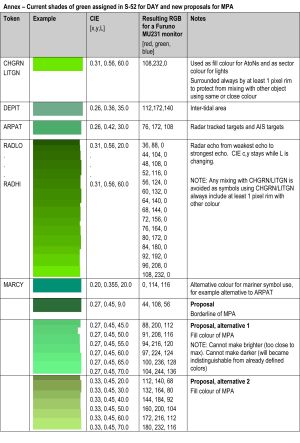 Annex – Current shades of green assigned in S-52 for DAY and new proposals for MPA
Token Example CIE Resulting RGB Notes
[x,y,L] for a Furuno
MU231 monitor
[red, green,
blue]
CHGRN 0.31, 0.56, 60.0 108,232,0 Used as fill colour for AtoNs and as sector
LITGN colour for lights
Surrounded always by at least 1 pixel rim
to protect from mixing with other object
using same or close colour
DEPIT 0.26, 0.36, 35.0 112,172,140 Inter-tidal area
ARPAT 0.26, 0.42, 30.0 76, 172, 108 Radar tracked targets and AIS targets
RADLO 0.31, 0.56, 20.0 36, 88, 0 Radar echo from weakest echo to
. . 44, 104, 0 strongest echo. CIE c,y stays while L is
. . 48, 108, 0 changing.
. . 52, 116, 0
RADHI 0.31, 0.56, 60.0 56, 124, 0 NOTE: Any mixing with CHGRN/LITGN is
60, 132, 0 avoided as symbols using CHGRN/LITGN
64, 140, 0 always include at least 1 pixel rim with
68, 144, 0 other colour
72, 156, 0
76, 164, 0
80, 172, 0
84, 180, 0
92, 192, 0
96, 208, 0
108, 232, 0
MARCY 0.20, 0.355, 20.0 0, 114, 116 Alternative colour for mariner symbol use,
for example alternative to ARPAT
0.27, 0.45, 9.0 44, 108, 56 Proposal
Borderline of MPA
0.27, 0.45, 45.0 88, 200, 112 Proposal, alternative 1
0.27, 0.45, 50.0 91, 208, 116 Fill colour of MPA
0.27, 0.45, 55.0 94, 216, 120 NOTE: Cannot make brighter (too close to
0.27, 0.45, 60.0 97, 224, 124 max). Cannot make darker (will became
0.27, 0.45, 65.0 100, 236, 128 indistinguishable from already defined
0.27, 0.45, 70.0 104, 244, 136 colors)
0.33, 0.45, 20.0 112, 140, 68 Proposal, alternative 2
0.33, 0.45, 30.0 132, 164, 80 Fill colour of MPA
0.33, 0.45, 40.0 144, 184, 92
0.33, 0.45, 50.0 160, 200, 104
0.33, 0.45, 60.0 172, 216, 112
0.33, 0.45, 70.0 180, 232, 116